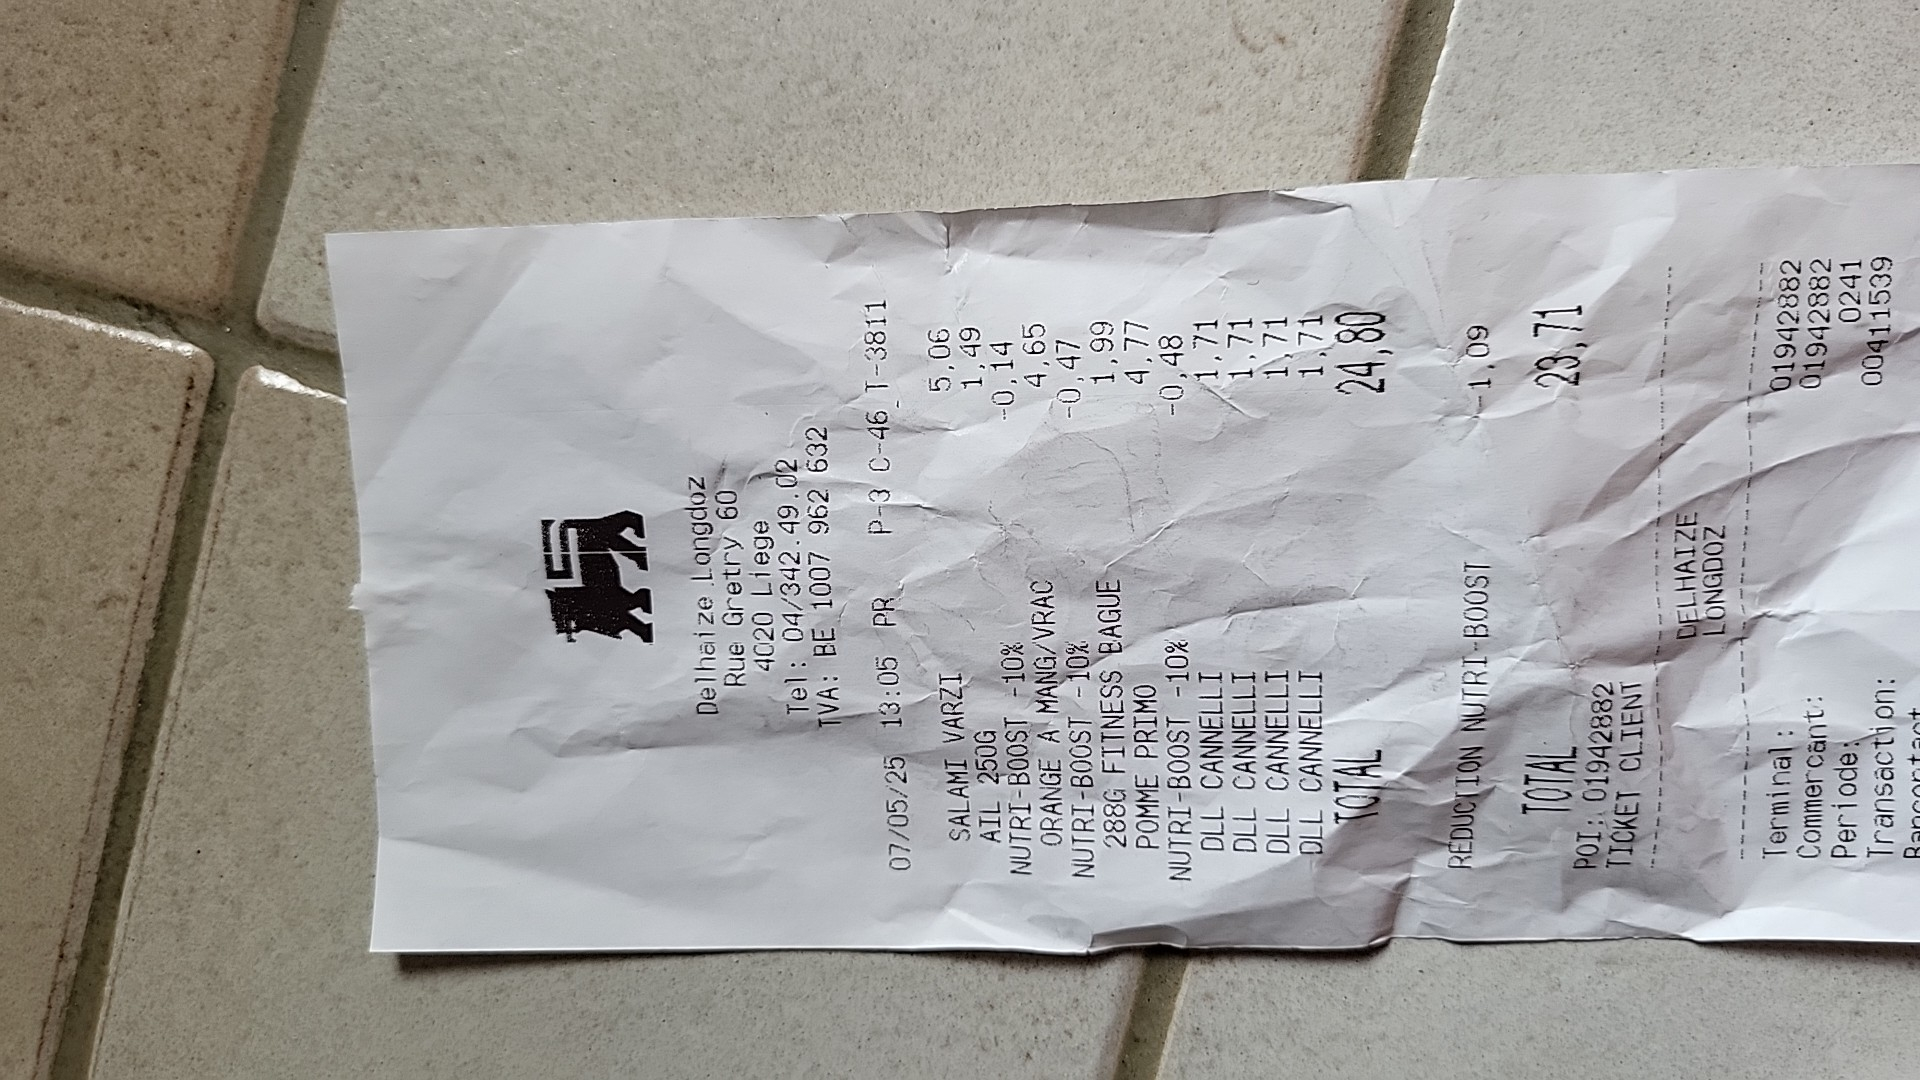 Delhaize Longdoz
Rue Gretry 60
4020 Liege
Tel: 04/342.49.02
TVA: BE 1007 962 632
07/05/25 13:05 PR P-3 C-46 T-3811
SALAMI VARZI 5,06
AIL 250G 1,49
NUTRI-BOOST -10% -0,14
ORANGE A MANG/VRAC 4,65
NUTRI-BOOST -10% -0,47
288G FITNESS BAGUE 1,99
POMME PRIMO 4,77
NUTRI-BOOST -10% -0,48
DLL CANNELLI 1,71
DLL CANNELLI 1,71
DLL CANNELLI 1,71
DLL CANNELLI 1,71
TOTAL 24,80
REDUCTION NUTRI-BOOST 1,09
TOTAL 23,71
POI: 01942882
TICKET CLIENT
DELHAIZE
LONGDOZ
Terminal: 01942882
Commercant: 01942882
Periode: 0241
Transaction: 00411539